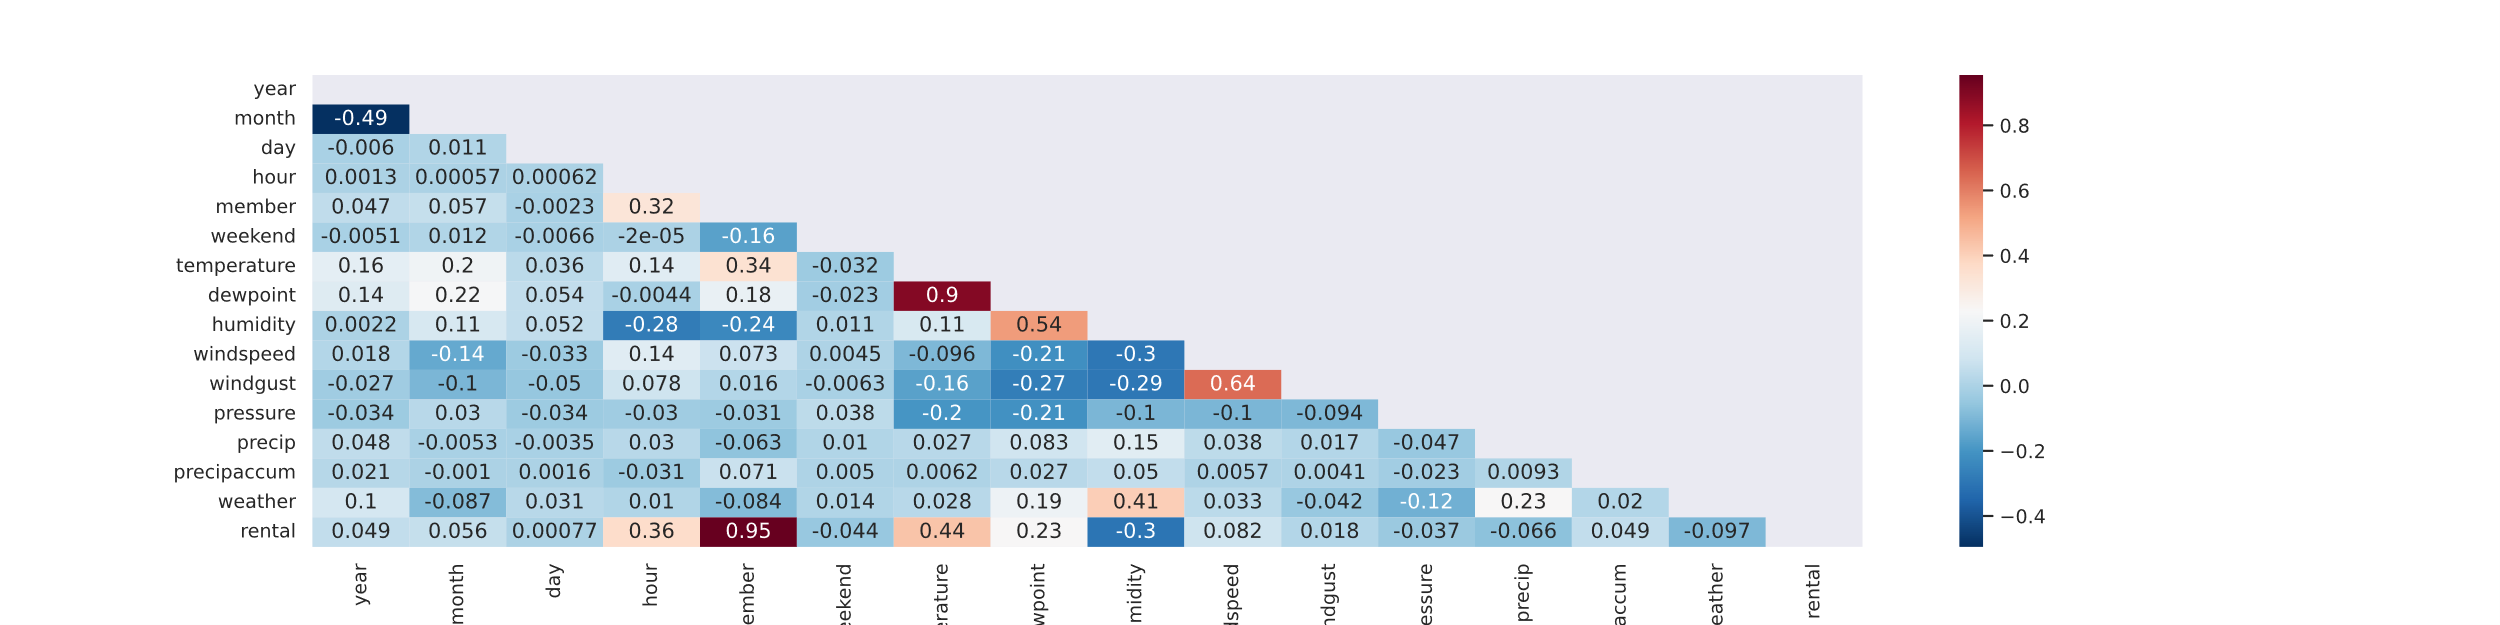 year
month -0.49
day -0.006 0.011
hour 0.0013 0.00057 0.00062
member 0.047 0.057 -0.0023 0.32
weekend -0.0051 0.012 -0.0066 -2e-05 -0.16
temperature 0.16 0.2 0.036 0.14 0.34 -0.032
dewpoint 0.14 0.22 0.054 -0.0044 0.18 -0.023 0.9
humidity 0.0022 0.11 0.052 -0.28 -0.24 0.011 0.11 0.54
windspeed 0.018 -0.14 -0.033 0.14 0.073 0.0045 -0.096 -0.21 -0.3
windgust -0.027 -0.1 -0.05 0.078 0.016 -0.0063 -0.16 -0.27 -0.29 0.64
pressure -0.034 0.03 -0.034 -0.03 -0.031 0.038 -0.2 -0.21 -0.1 -0.1 -0.094
precip 0.048 -0.0053 -0.0035 0.03 -0.063 0.01 0.027 0.083 0.15 0.038 0.017 -0.047
precipaccum 0.021 -0.001 0.0016 -0.031 0.071 0.005 0.0062 0.027 0.05 0.0057 0.0041 -0.023 0.0093
weather 0.1 -0.087 0.031 0.01 -0.084 0.014 0.028 0.19 0.41 0.033 -0.042 -0.12 0.23 0.02
rental 0.049 0.056 0.00077 0.36 0.95 -0.044 0.44 0.23 -0.3 0.082 0.018 -0.037 -0.066 0.049 -0.097
year month day hour ember eekend erature wpoint midity dspeed ndgust essure precip accum eather rental
0.8
0.6
0.4
0.2
0.0
−0.2
−0.4